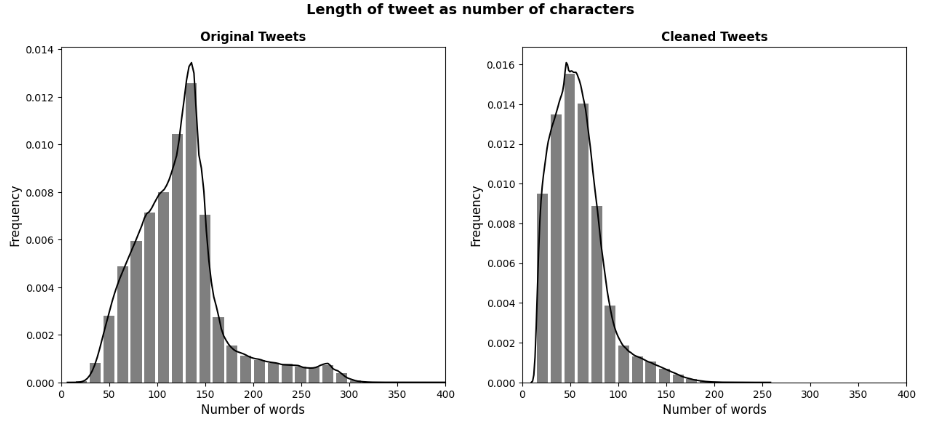 Length of tweet as number of characters
Original Tweets
Cleaned Tweets
Frequency
0.014
0.012
0.010
0.008
0.006
0.004
0.002
0.000
0 50 100 150 200 250 300 350 400
Number of words
Frequency
0.016
0.014
0.012
0.010
0.008
0.006
0.004
0.002
0.000
0 50 100 150 200 250 300 350 400
Number of words